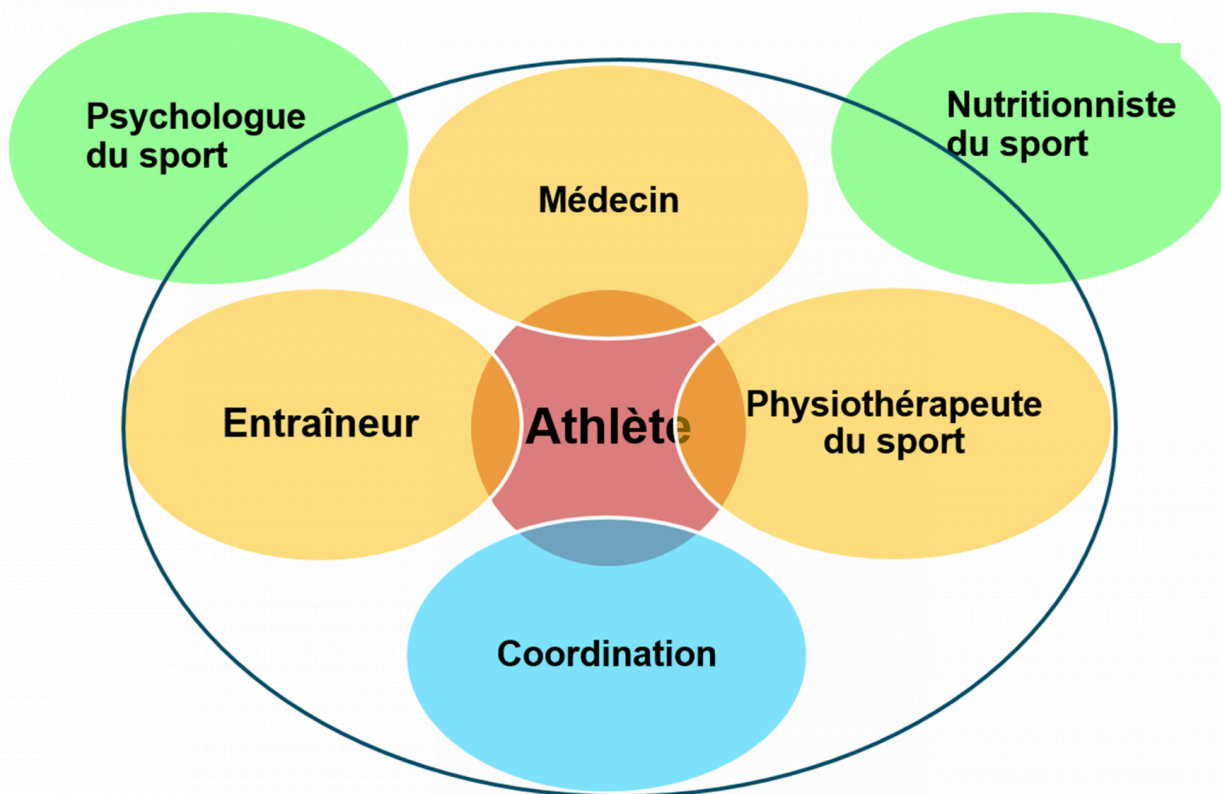 Psychologue
du sport
Nutritionniste
du sport
Médecin
Entraîneur
Athlète
Physiothérapeute
du sport
Coordination